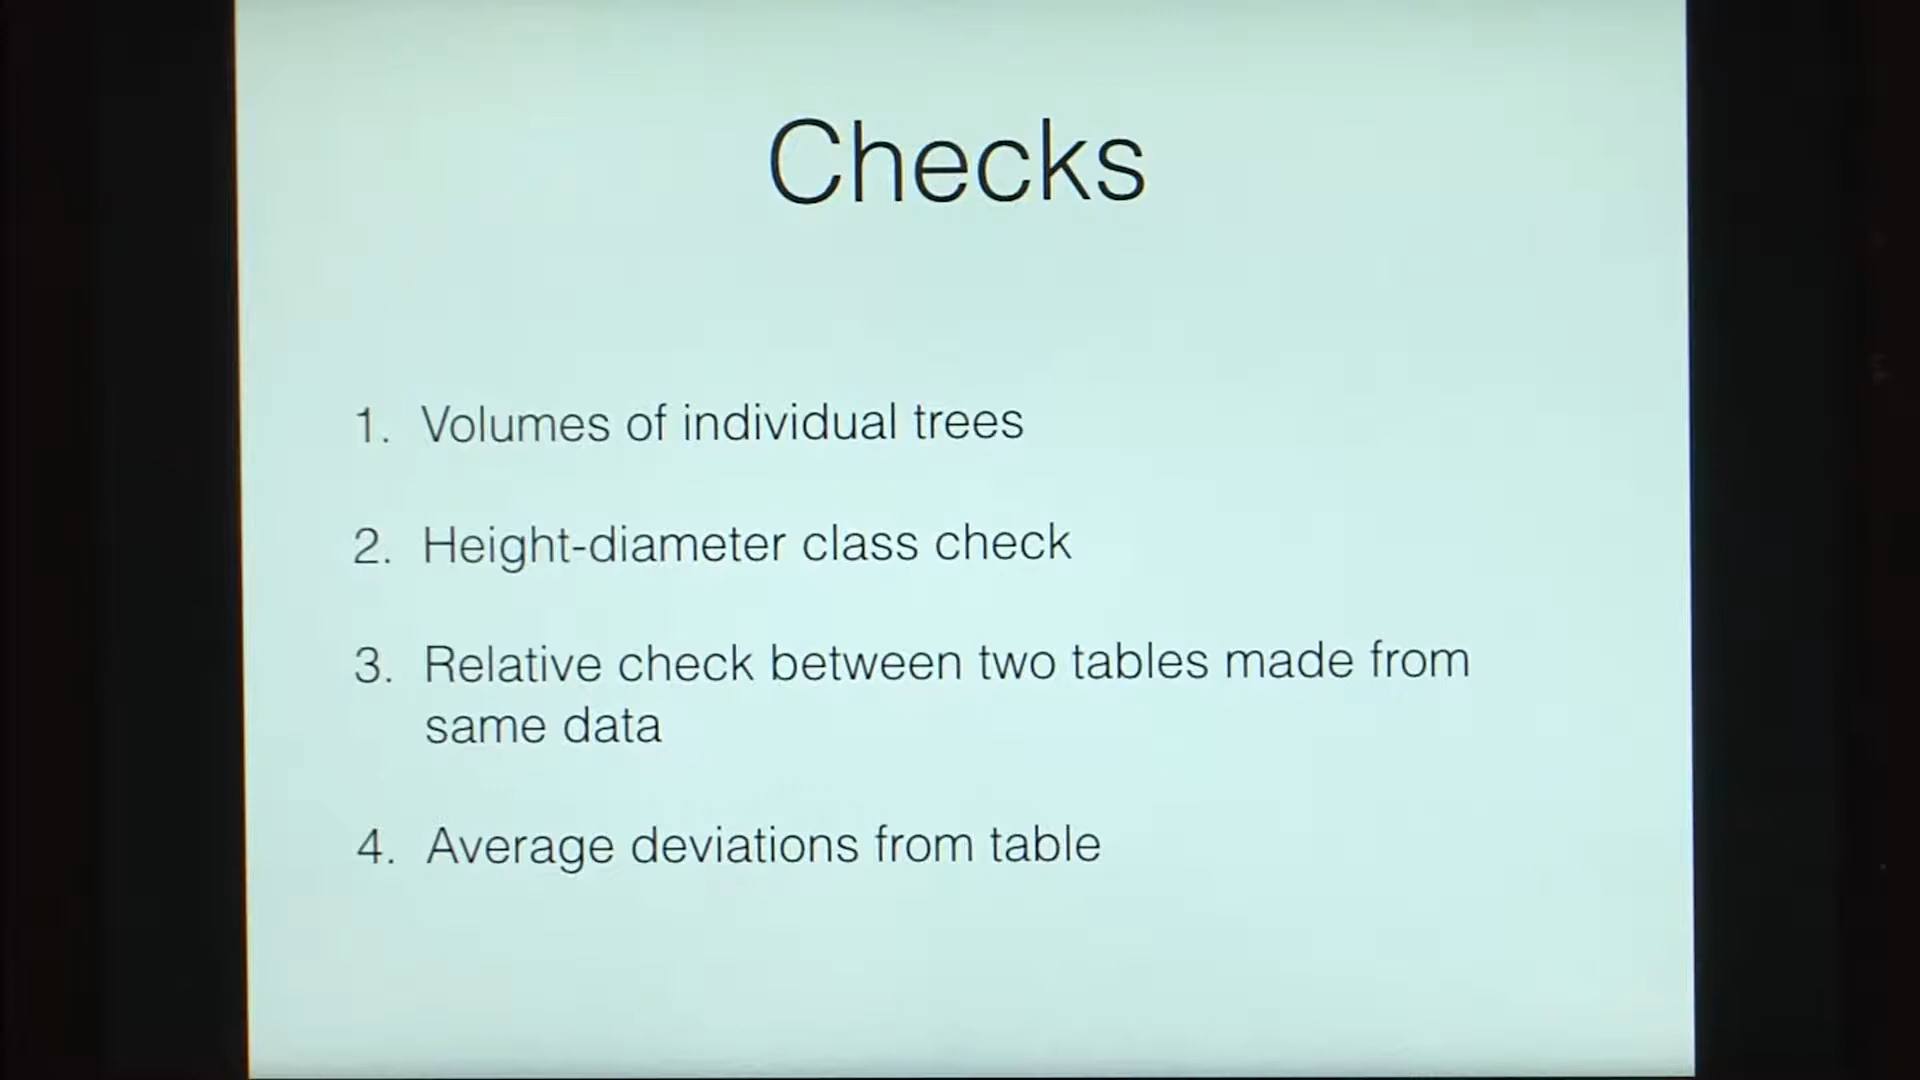 Checks
1. Volumes of individual trees
2. Height-diameter class check
3. Relative check between two tables made from
same data
4. Average deviations from table